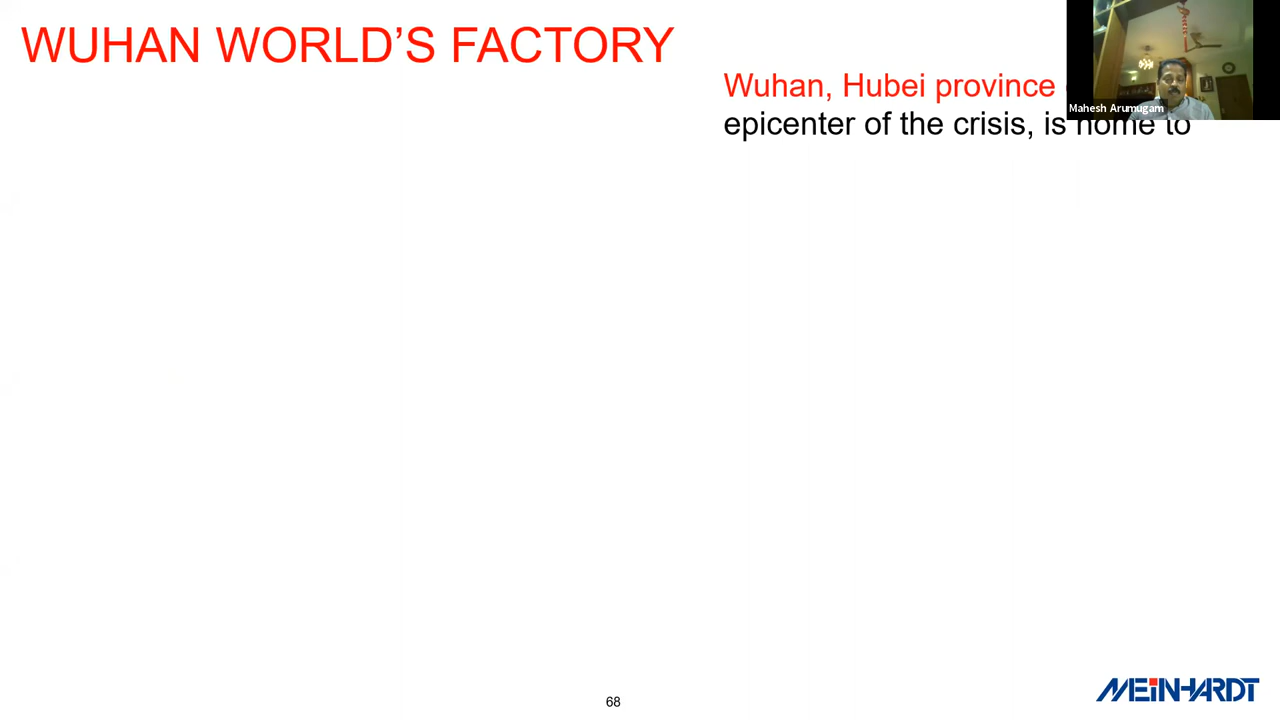 WUHAN WORLD’S FACTORY
Wuhan, Hubei province
Mahesh Arumugam
epicenter of the crisis, is home to
68
MEINHARDT